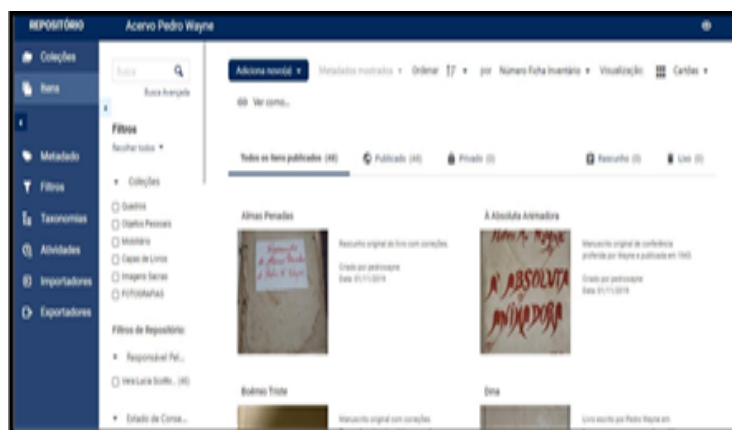 REPOSITÓRIO
Acervo Pedro Wayne
Coleções
Itens
Metadado
Filtros
Taxonomias
Atividades
Importadores
Exportadores
Busca
Busca Avançada
Filtros
Recolher todos
Coleções
Quadros
Objetos Pessoais
Mobiliário
Capas de Livros
Imagens Sacras
FOTOGRAFIAS
Filtros de Repositório:
Responsável Pel...
Vera Lucia (48)
Estado de Conse...
Adicionar novo(a) Metadados mostrados Ordenar por Número Ficha Inventário Visualização: Cartões
Ver como...
Todos os itens publicados (48) Publicado (48) Privado (0) Rascunho (0) Lixo (0)
Almas Penadas
Rascunho original do livro com correções.
Criado por pedrowayne
Data: 01/11/2019
À Absoluta Animadora
Manuscrito original de conferência
proferida por Wayne e publicada em
Criado por pedrowayne
Data: 01/11/2019
A ABSOLUTA
ANIMADORA
Boêmio Triste
Manuscrito original com correções.
Dina
Livro escrito por Pedro Wayne em